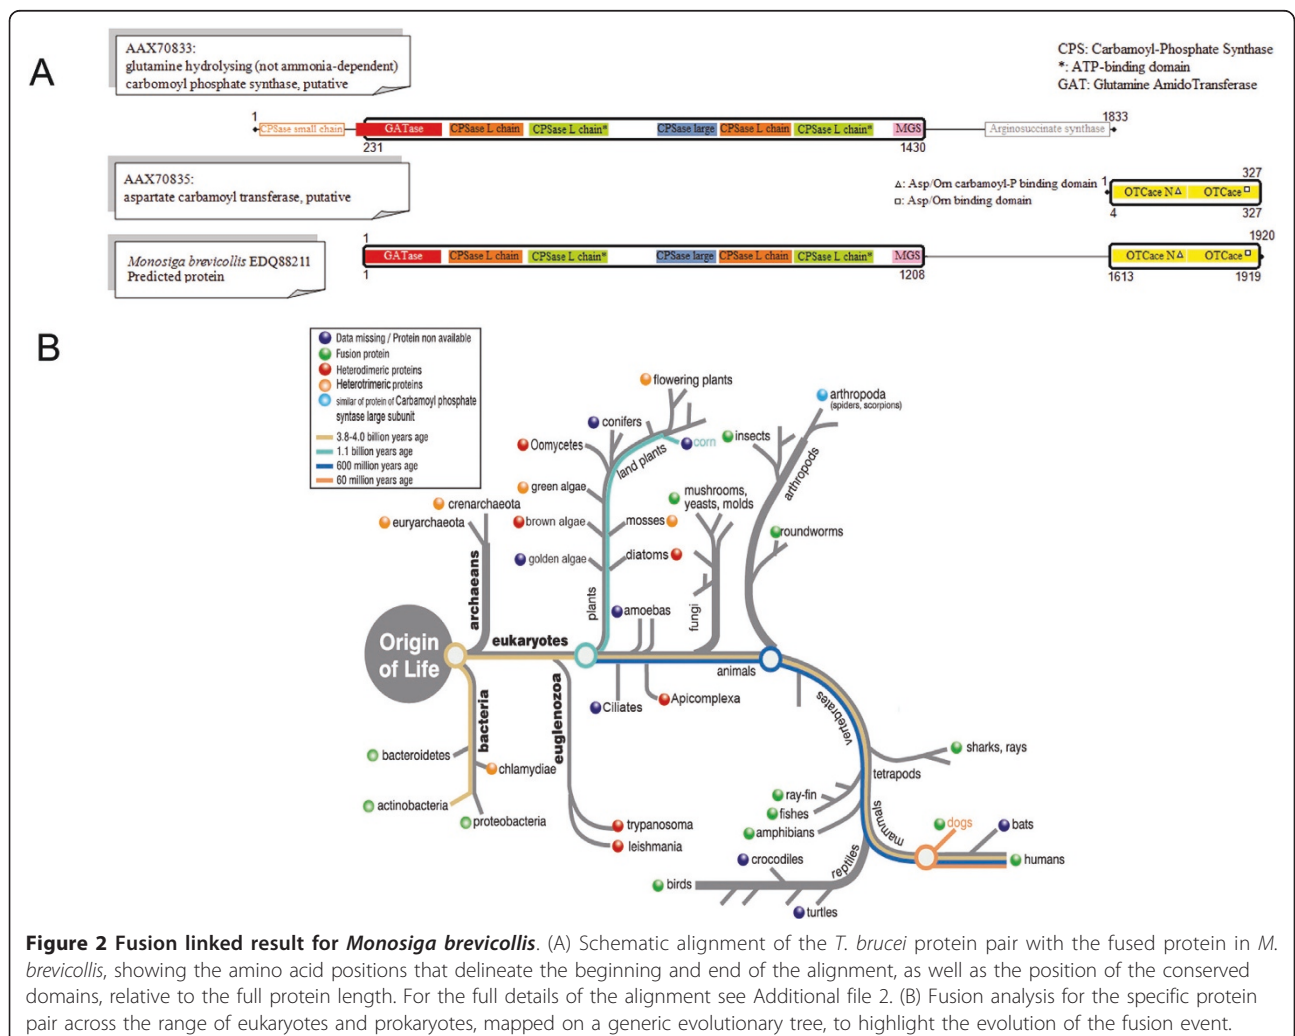 A
AAX70833:
glutamine hydrolysing (not ammonia-dependent)
carbomoyl phosphate synthase, putative
CPS: Carbamoyl-Phosphate Synthase
*: ATP-binding domain
GAT: Glutamine AmidoTransferase
1
1833
CPSase small chain
GATase
CPSase L chain
CPSase L chain*
CPSase large
CPSase L chain
CPSase L chain*
MGS
Arginosuccinate synthase
231
1430
AAX70835:
aspartate carbamoyl transferase, putative
△: Asp/Orn carbamoyl-P binding domain
□: Asp/Orn binding domain
1
327
OTCace N△
OTCace□
4
327
Monosiga brevicollis EDQ88211
Predicted protein
1
1920
GATase
CPSase L chain
CPSase L chain*
CPSase large
CPSase L chain
CPSase L chain*
MGS
OTCace N△
OTCace□
1
1208
1613
1919
B
Data missing / Protein non available
Fusion protein
Heterodimeric proteins
Heterotrimeric proteins
similar of protein of Carbamoyl phosphate
syntase large subunit
3.8-4.0 billion years age
1.1 billion years age
600 million years age
60 million years age
flowering plants
conifers
corn
Oomycetes
land plants
green algae
brown algae
mosses
golden algae
diatoms
plants
crenarchaeota
euryarchaeota
archaeans
arthropoda
(spiders, scorpions)
insects
arthropods
mushrooms,
yeasts, molds
roundworms
fungi
amoebas
Origin
of Life
eukaryotes
animals
bacteria
euglenozoa
Ciliates
Apicomplexa
vertebrates
bacteroidetes
chlamydiae
actinobacteria
proteobacteria
trypanosoma
leishmania
sharks, rays
tetrapods
ray-fin
fishes
amphibians
mammals
dogs
bats
humans
crocodiles
reptiles
birds
turtles
Figure 2 Fusion linked result for Monosiga brevicollis. (A) Schematic alignment of the T. brucei protein pair with the fused protein in M.
brevicollis, showing the amino acid positions that delineate the beginning and end of the alignment, as well as the position of the conserved
domains, relative to the full protein length. For the full details of the alignment see Additional file 2. (B) Fusion analysis for the specific protein
pair across the range of eukaryotes and prokaryotes, mapped on a generic evolutionary tree, to highlight the evolution of the fusion event.